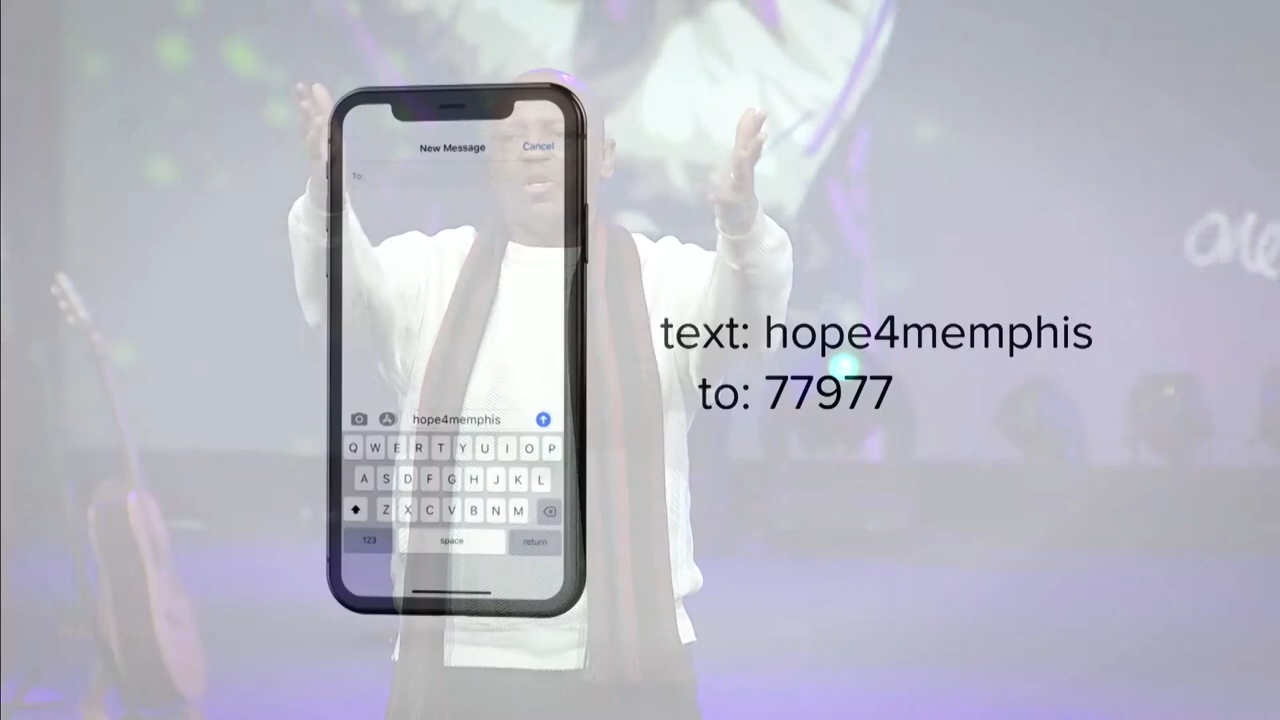 New Message
Cancel
To:
text: hope4memphis
to: 77977
hope4memphis
Q W E R T Y U I O P
A S D F G H J K L
Z X C V B N M
123
space
return